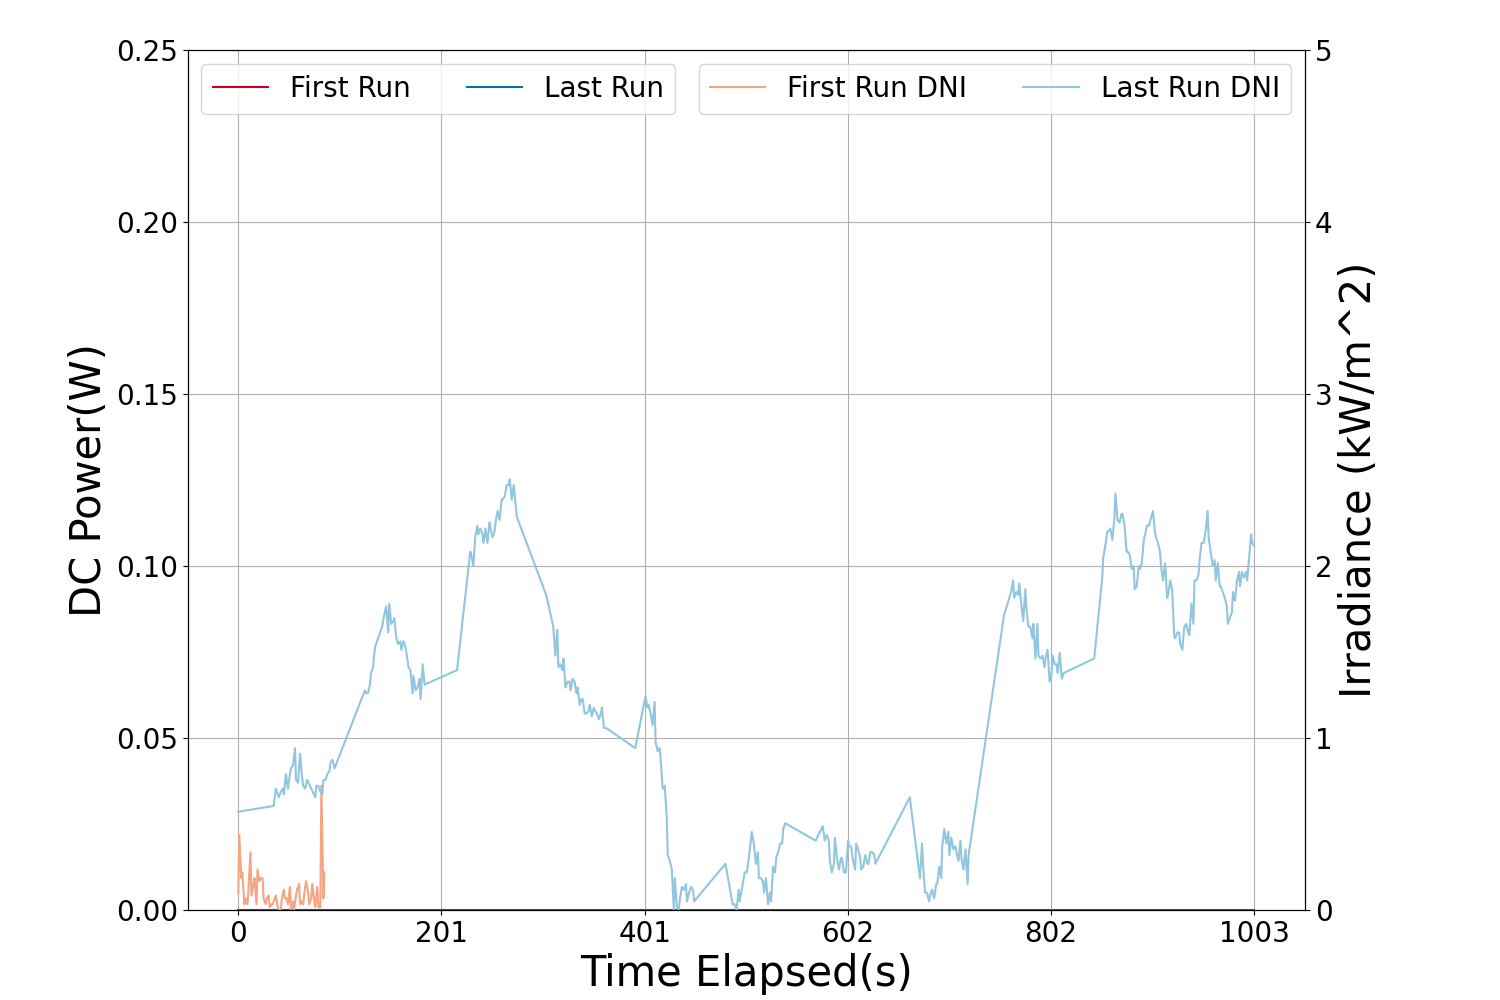 First Run
Last Run
First Run DNI
Last Run DNI
DC Power(W)
0.25
0.20
0.15
0.10
0.05
0.00
5
4
3
2
1
0
Irradiance (kW/m^2)
0 201 401 602 802 1003
Time Elapsed(s)